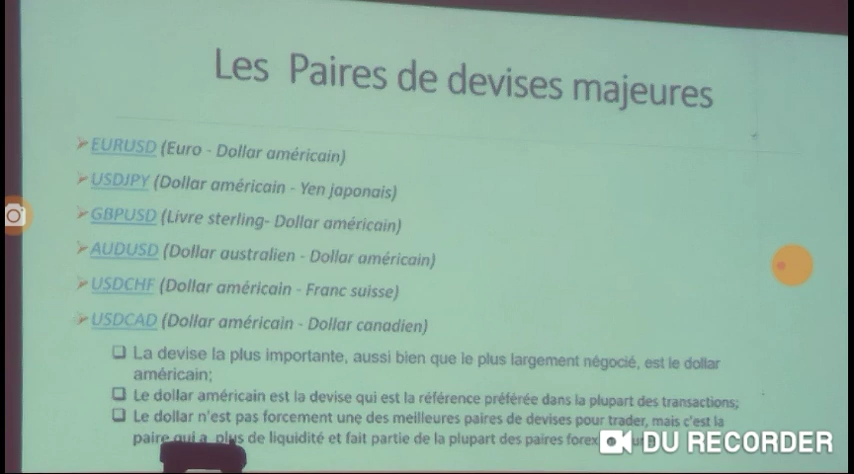 Les Paires de devises majeures
➢EURUSD (Euro - Dollar américain)
➢USDJPY (Dollar américain - Yen japonais)
➢GBPUSD (Livre sterling- Dollar américain)
➢AUDUSD (Dollar australien - Dollar américain)
➢USDCHF (Dollar américain - Franc suisse)
➢USDCAD (Dollar américain - Dollar canadien)
❑ La devise la plus importante, aussi bien que le plus largement négocié, est le dollar
américain;
❑ Le dollar américain est la devise qui est la référence préférée dans la plupart des transactions;
❑ Le dollar n'est pas forcement une des meilleures paires de devises pour trader, mais c'est la
paire qui a plus de liquidité et fait partie de la plupart des paires forex
DU RECORDER